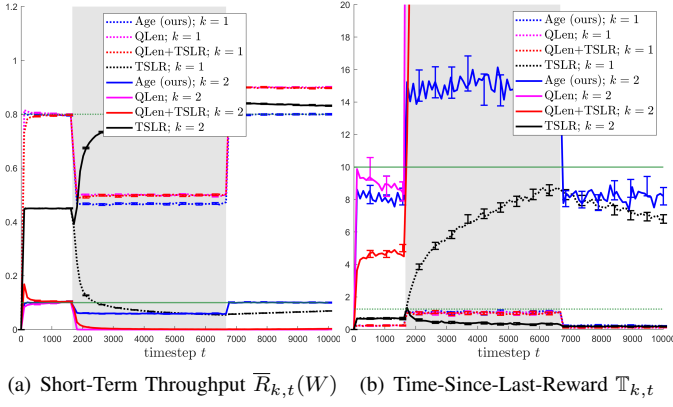 1.2
1
0.8
0.6
0.4
0.2
0
0 1000 2000 3000 4000 5000 6000 7000 8000 9000 10000
timestep t
Age (ours); k = 1
QLen; k = 1
QLen+TSLR; k = 1
TSLR; k = 1
Age (ours); k = 2
QLen; k = 2
QLen+TSLR; k = 2
TSLR; k = 2
(a) Short-Term Throughput R̅k,t(W)
20
18
16
14
12
10
8
6
4
2
0
0 1000 2000 3000 4000 5000 6000 7000 8000 9000 10000
timestep t
Age (ours); k = 1
QLen; k = 1
QLen+TSLR; k = 1
TSLR; k = 1
Age (ours); k = 2
QLen; k = 2
QLen+TSLR; k = 2
TSLR; k = 2
(b) Time-Since-Last-Reward 𝕋k,t